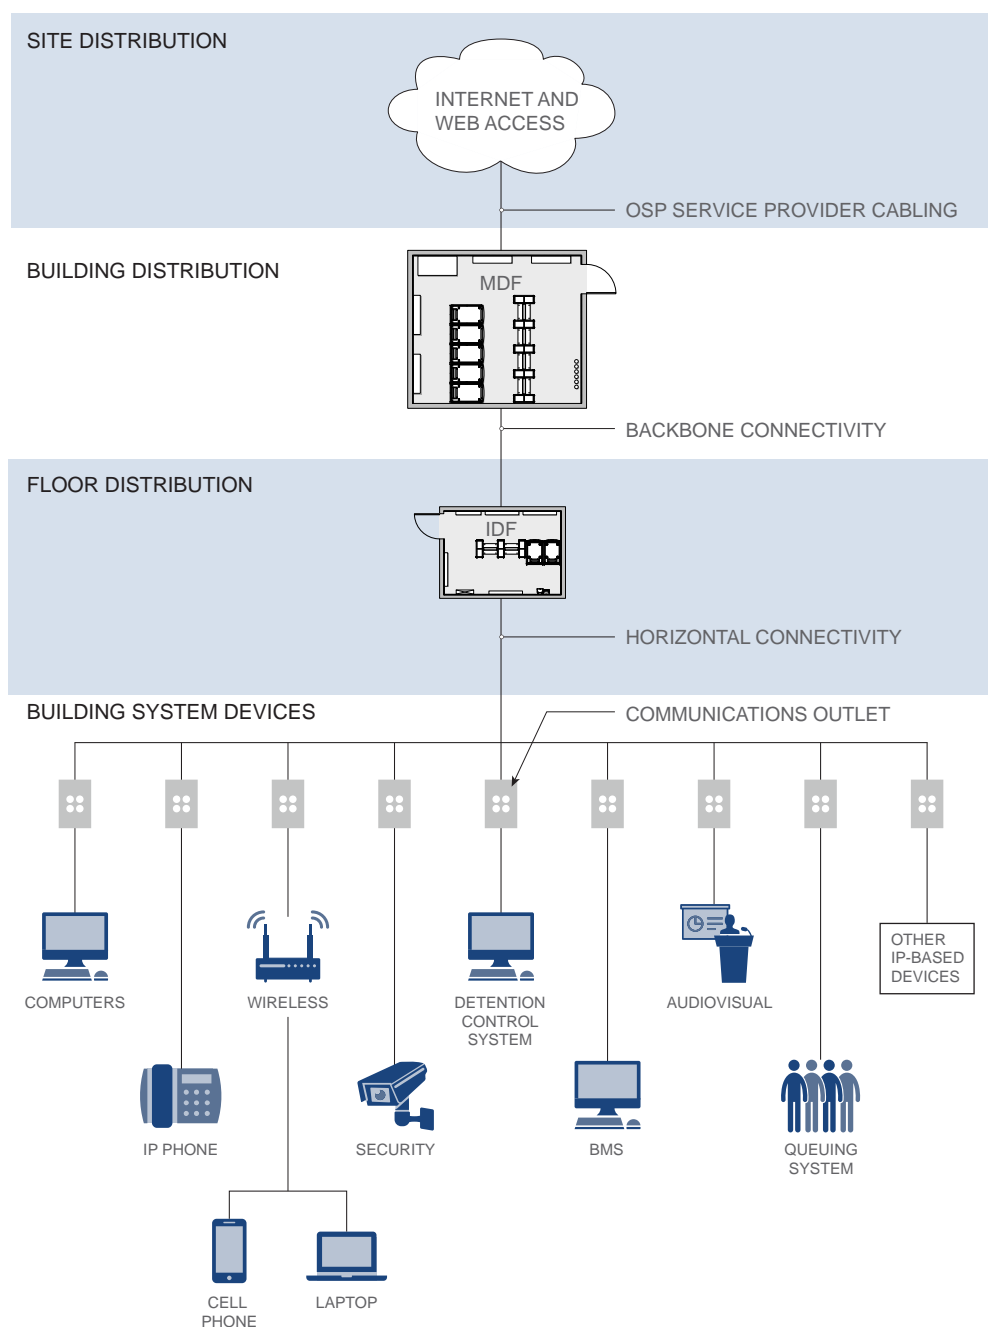 SITE DISTRIBUTION
INTERNET AND
WEB ACCESS
OSP SERVICE PROVIDER CABLING
BUILDING DISTRIBUTION
MDF
BACKBONE CONNECTIVITY
FLOOR DISTRIBUTION
IDF
HORIZONTAL CONNECTIVITY
BUILDING SYSTEM DEVICES
COMMUNICATIONS OUTLET
COMPUTERS
WIRELESS
DETENTION
CONTROL
SYSTEM
AUDIOVISUAL
OTHER
IP-BASED
DEVICES
IP PHONE
SECURITY
BMS
QUEUING
SYSTEM
CELL
PHONE
LAPTOP